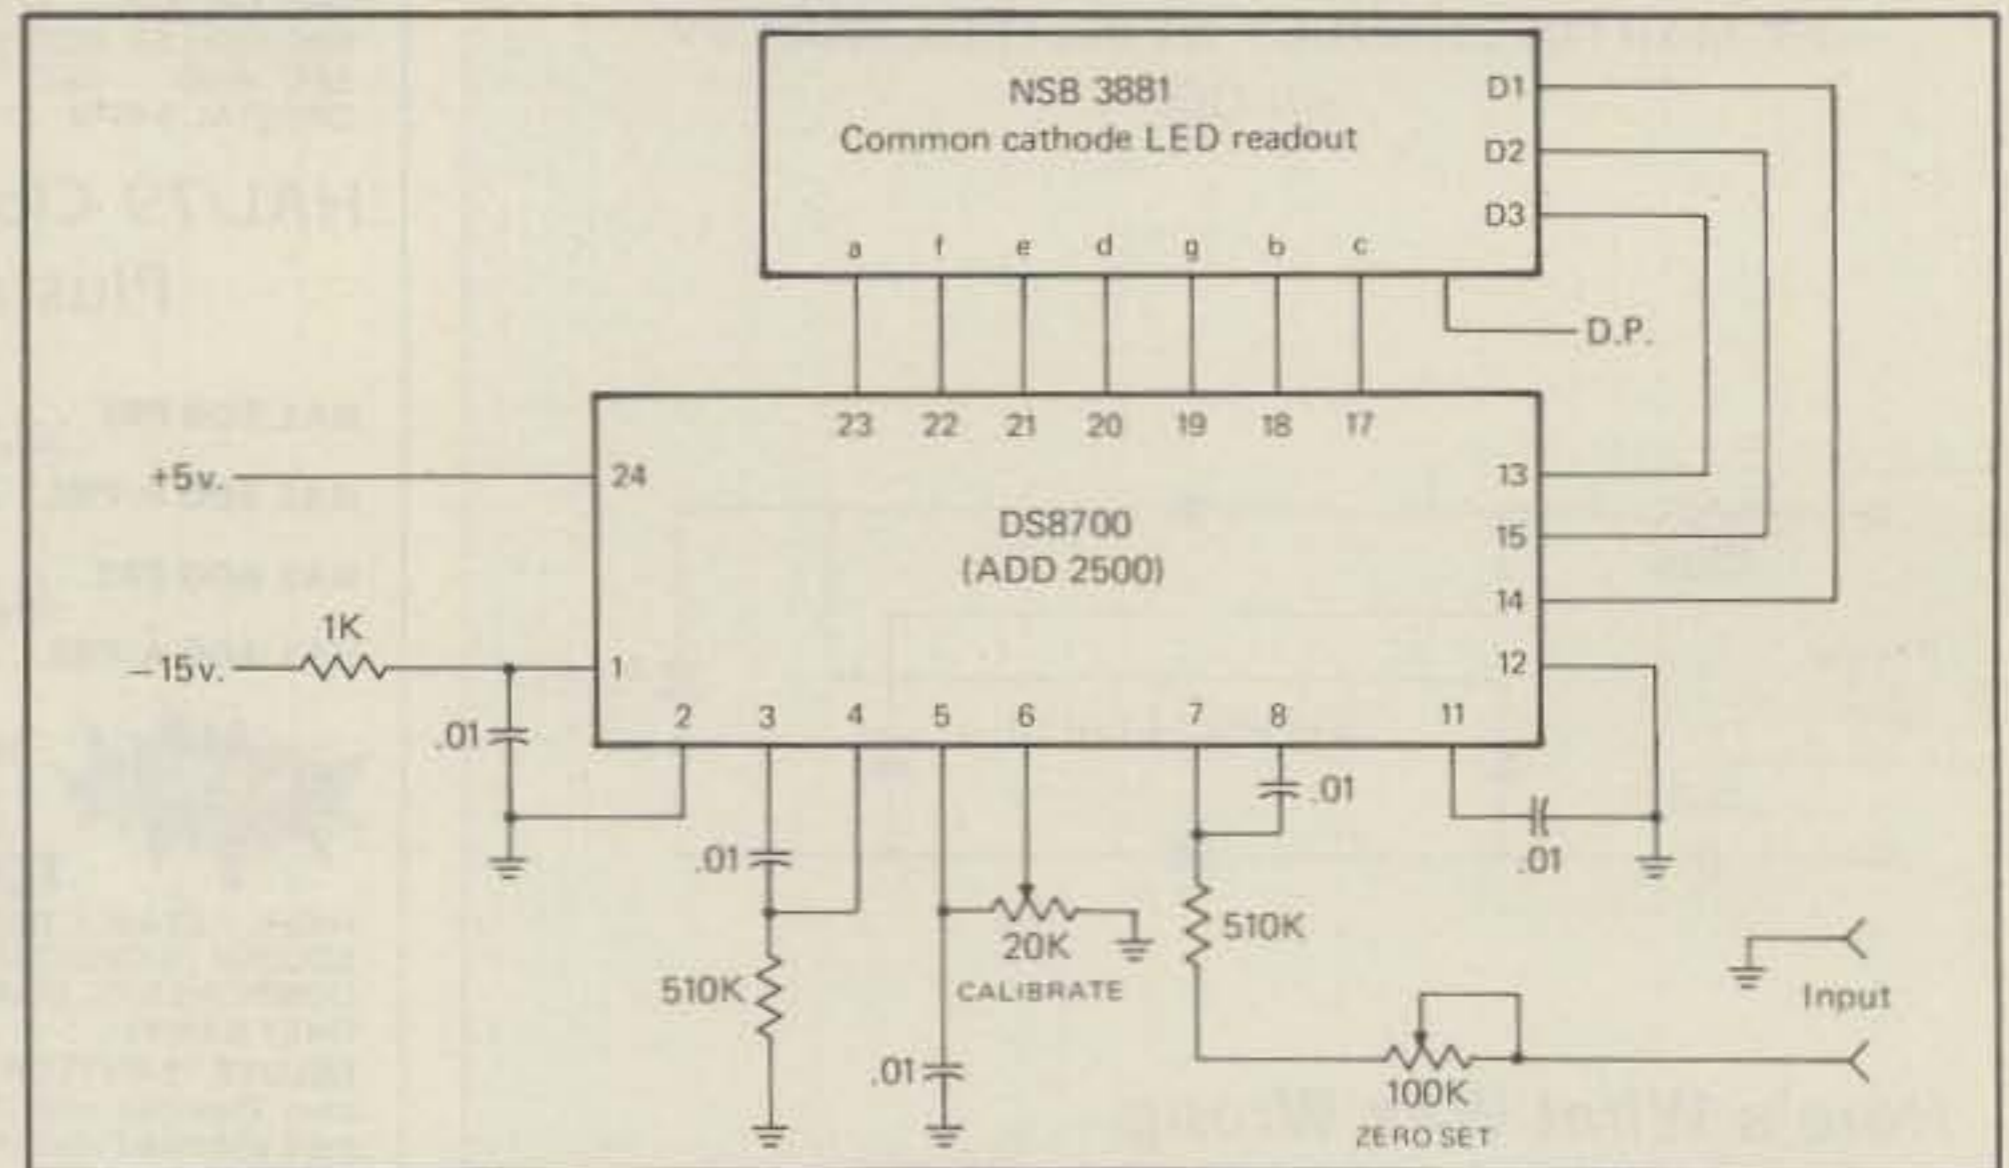 NSB 3881
Common cathode LED readout
D1
D2
D3
a f e d g b c
D.P.
23 22 21 20 19 18 17
+5v.
24
13
DS8700
(ADD 2500)
15
14
1K
-15v.
1
12
2 3 4 5 6 7 8 11
.01
.01
.01
.01
510K
20K
CALIBRATE
510K
Input
.01
100K
ZERO SET
HAL/79